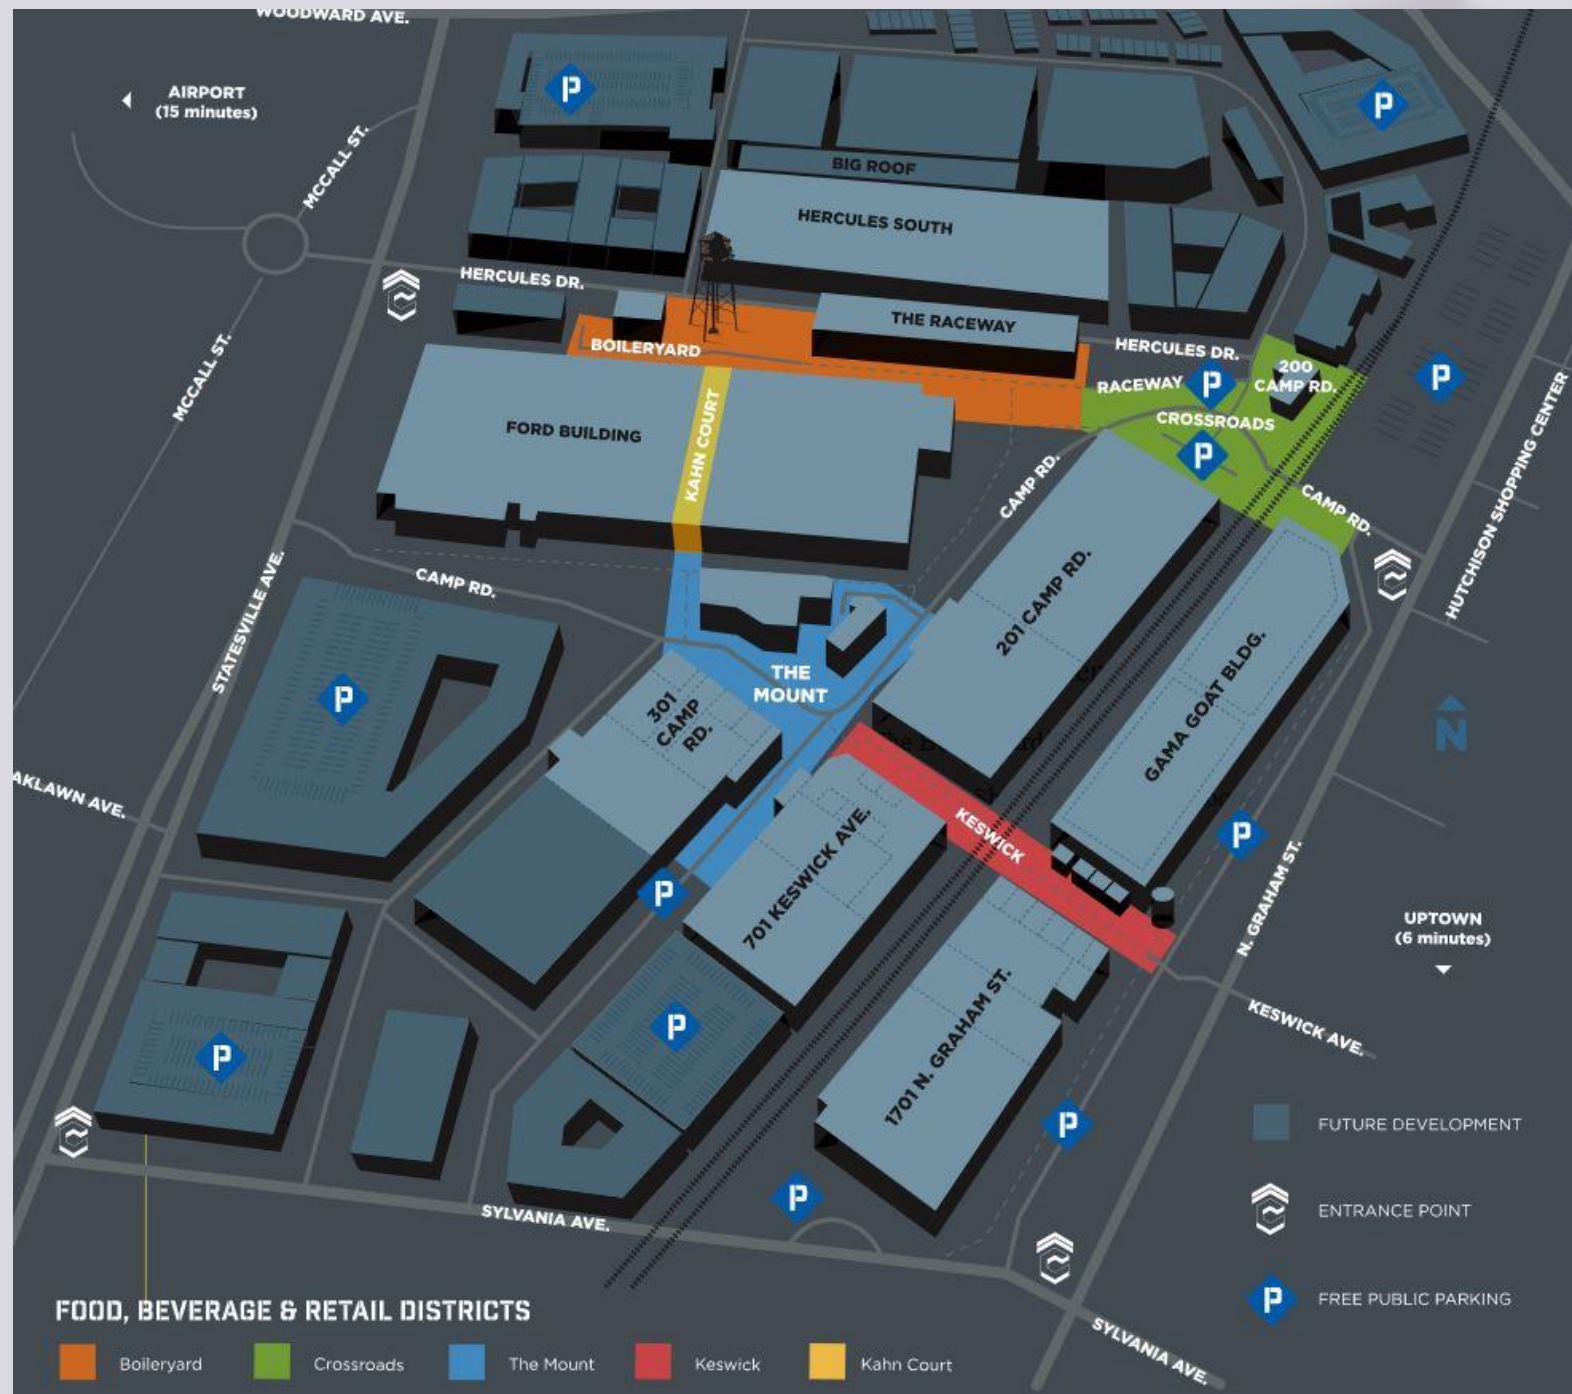 WOODWARD AVE.
AIRPORT
(15 minutes)
MCCALL ST.
P
P
BIG ROOF
HERCULES SOUTH
HERCULES DR.
THE RACEWAY
BOILERYARD
HERCULES DR.
RACEWAY
P
200
CAMP RD.
P
CROSSROADS
P
MCCALL ST.
FORD BUILDING
KAHN COURT
CAMP RD.
CAMP RD.
HUTCHISON SHOPPING CENTER
STATESVILLE AVE.
CAMP RD.
201 CAMP RD.
GAMA GOAT BLDG.
THE
MOUNT
301
CAMP
RD.
P
N
AKLAWN AVE.
KESWICK
P
701 KESWICK AVE.
P
N. GRAHAM ST.
UPTOWN
(6 minutes)
1701 N. GRAHAM ST.
KESWICK AVE.
P
P
P
P
SYLVANIA AVE.
SYLVANIA AVE.
FUTURE DEVELOPMENT
ENTRANCE POINT
P
FREE PUBLIC PARKING
FOOD, BEVERAGE & RETAIL DISTRICTS
Boileryard
Crossroads
The Mount
Keswick
Kahn Court